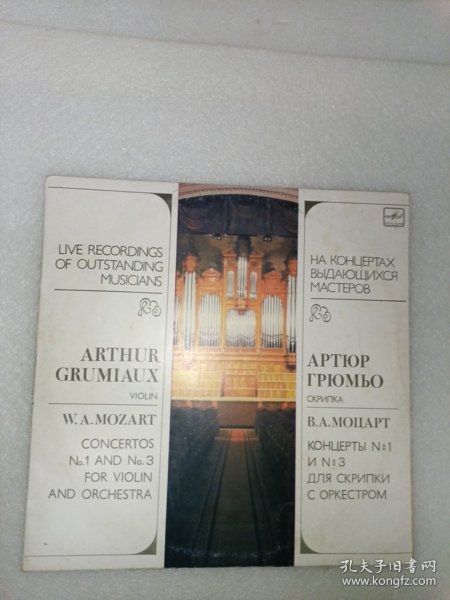 LIVE RECORDINGS
OF OUTSTANDING
MUSICIANS
ARTHUR
GRUMIAUX
VIOLIN
W.A.MOZART
CONCERTOS
No.1 AND No.3
FOR VIOLIN
AND ORCHESTRA
НА КОНЦЕРТАХ
ВЫДАЮЩИХСЯ
МАСТЕРОВ
АРТЮР
ГРЮМЬО
СКРИПКА
В.А.МОЦАРТ
КОНЦЕРТЫ №1
И №3
ДЛЯ СКРИПКИ
С ОРКЕСТРОМ
孔夫子旧书网
www.kongfz.com